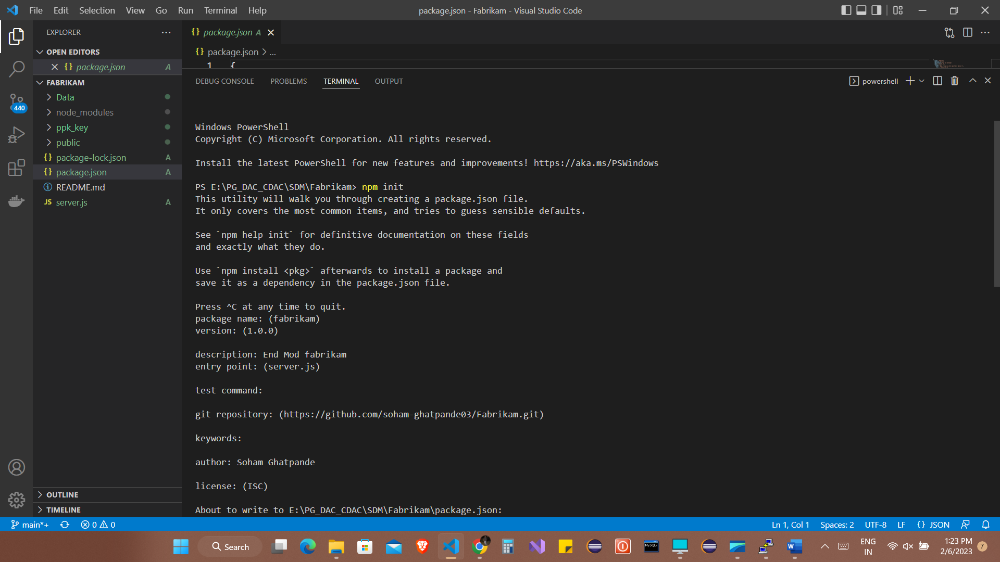 File Edit Selection View Go Run Terminal Help
package.json - Fabrikam - Visual Studio Code
EXPLORER
OPEN EDITORS
{} package.json A
FABRIKAM
Data
node_modules
ppk_key
public
{} package-lock.json A
{} package.json A
README.md
JS server.js A
OUTLINE
TIMELINE
440
{} package.json A
{} package.json > ...
1 {
DEBUG CONSOLE PROBLEMS TERMINAL OUTPUT
powershell
Windows PowerShell
Copyright (C) Microsoft Corporation. All rights reserved.
Install the latest PowerShell for new features and improvements! https://aka.ms/PSWindows
PS E:\PG_DAC_CDAC\SDM\Fabrikam> npm init
This utility will walk you through creating a package.json file.
It only covers the most common items, and tries to guess sensible defaults.
See `npm help init` for definitive documentation on these fields
and exactly what they do.
Use `npm install <pkg>` afterwards to install a package and
save it as a dependency in the package.json file.
Press ^C at any time to quit.
package name: (fabrikam)
version: (1.0.0)
description: End Mod fabrikam
entry point: (server.js)
test command:
git repository: (https://github.com/soham-ghatpande03/Fabrikam.git)
keywords:
author: Soham Ghatpande
license: (ISC)
About to write to E:\PG_DAC_CDAC\SDM\Fabrikam\package.json:
main*+ 0 0
Ln 1, Col 1 Spaces: 2 UTF-8 LF {} JSON
Search
MySQL
W
ENG
IN
1:23 PM
2/6/2023
7